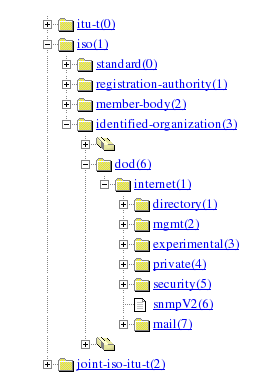 itu-t(0)
iso(1)
standard(0)
registration-authority(1)
member-body(2)
identified-organization(3)
dod(6)
internet(1)
directory(1)
mgmt(2)
experimental(3)
private(4)
security(5)
snmpV2(6)
mail(7)
joint-iso-itu-t(2)